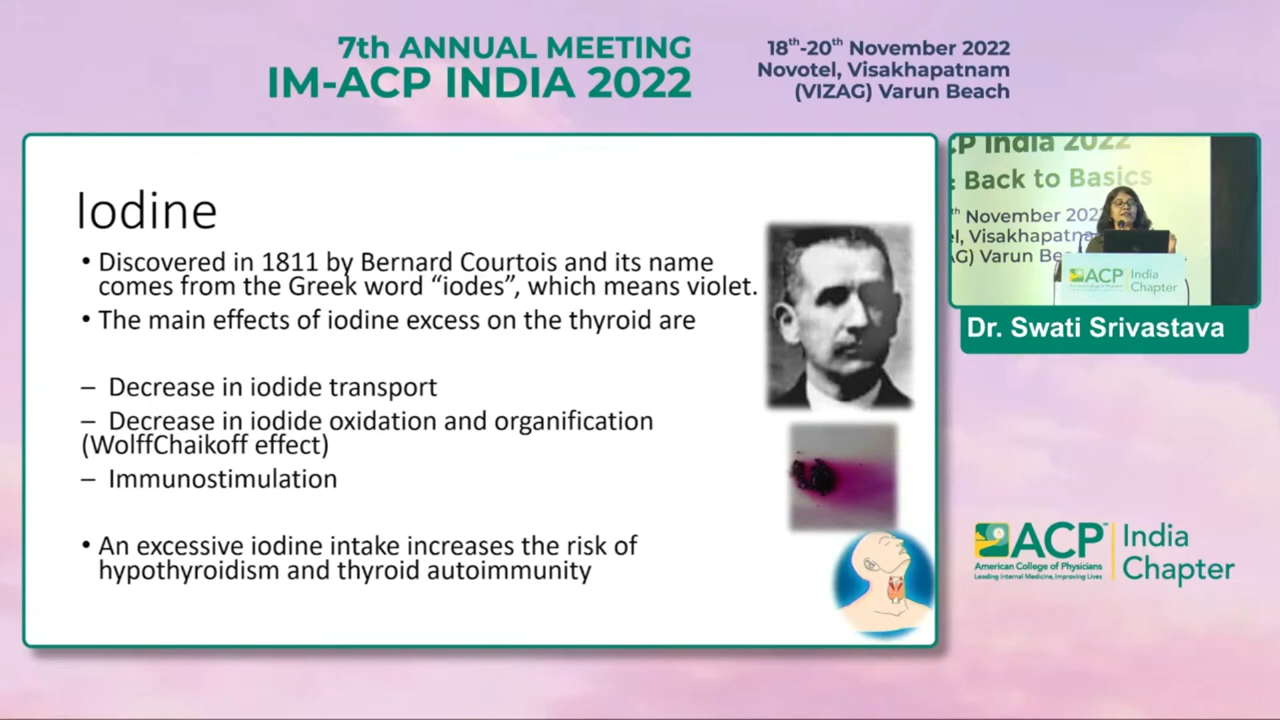 7th ANNUAL MEETING
IM-ACP INDIA 2022
18th-20th November 2022
Novotel, Visakhapatnam
(VIZAG) Varun Beach
Iodine
• Discovered in 1811 by Bernard Courtois and its name
comes from the Greek word “iodes”, which means violet.
• The main effects of iodine excess on the thyroid are
– Decrease in iodide transport
– Decrease in iodide oxidation and organification
(WolffChaikoff effect)
– Immunostimulation
• An excessive iodine intake increases the risk of
hypothyroidism and thyroid autoimmunity
P India 2022
: Back to Basics
th November 202
l, Visakhapatna
G) Varun Be
ACP India
Chapter
Dr. Swati Srivastava
ACP
American College of Physicians
Leading Internal Medicine, Improving Lives
India
Chapter